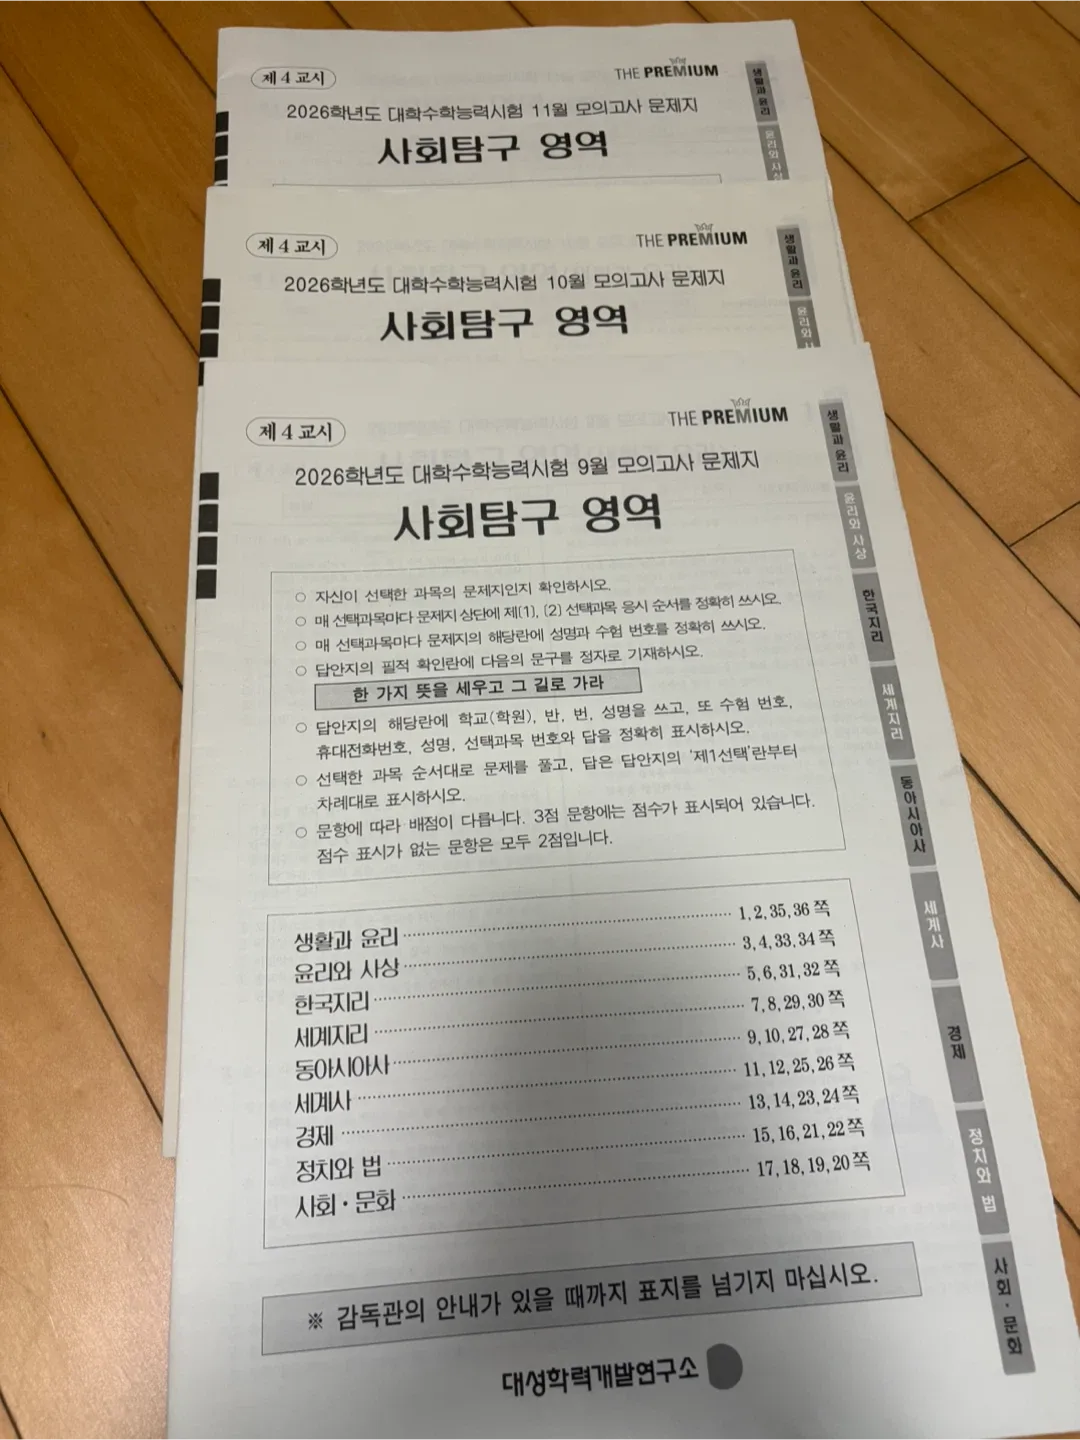 제 4 교시
THE PREMIUM
2026학년도 대학수학능력시험 11월 모의고사 문제지
사회탐구 영역
생활과 윤리
윤리와 사상
제 4 교시
THE PREMIUM
2026학년도 대학수학능력시험 10월 모의고사 문제지
사회탐구 영역
생활과 윤리
윤리와
제 4 교시
THE PREMIUM
2026학년도 대학수학능력시험 9월 모의고사 문제지
사회탐구 영역
○ 자신이 선택한 과목의 문제지인지 확인하시오.
○ 매 선택과목마다 문제지 상단에 제(1), (2) 선택과목 응시 순서를 정확히 쓰시오.
○ 매 선택과목마다 문제지의 해당란에 성명과 수험 번호를 정확히 쓰시오.
○ 답안지의 필적 확인란에 다음의 문구를 정자로 기재하시오.
한 가지 뜻을 세우고 그 길로 가라
○ 답안지의 해당란에 학교(학원), 반, 번, 성명을 쓰고, 또 수험 번호,
휴대전화번호, 성명, 선택과목 번호와 답을 정확히 표시하시오.
○ 선택한 과목 순서대로 문제를 풀고, 답은 답안지의 '제1선택'란부터
차례대로 표시하시오.
○ 문항에 따라 배점이 다릅니다. 3점 문항에는 점수가 표시되어 있습니다.
점수 표시가 없는 문항은 모두 2점입니다.
생활과 윤리 1, 2, 35, 36 쪽
윤리와 사상 3, 4, 33, 34 쪽
한국지리 5, 6, 31, 32 쪽
세계지리 7, 8, 29, 30 쪽
동아시아사 9, 10, 27, 28 쪽
세계사 11, 12, 25, 26 쪽
경제 13, 14, 23, 24 쪽
정치와 법 15, 16, 21, 22 쪽
사회·문화 17, 18, 19, 20 쪽
※ 감독관의 안내가 있을 때까지 표지를 넘기지 마십시오.
대성학력개발연구소
생활과 윤리
윤리와 사상
한국지리
세계지리
동아시아사
세계사
경제
정치와 법
사회·문화